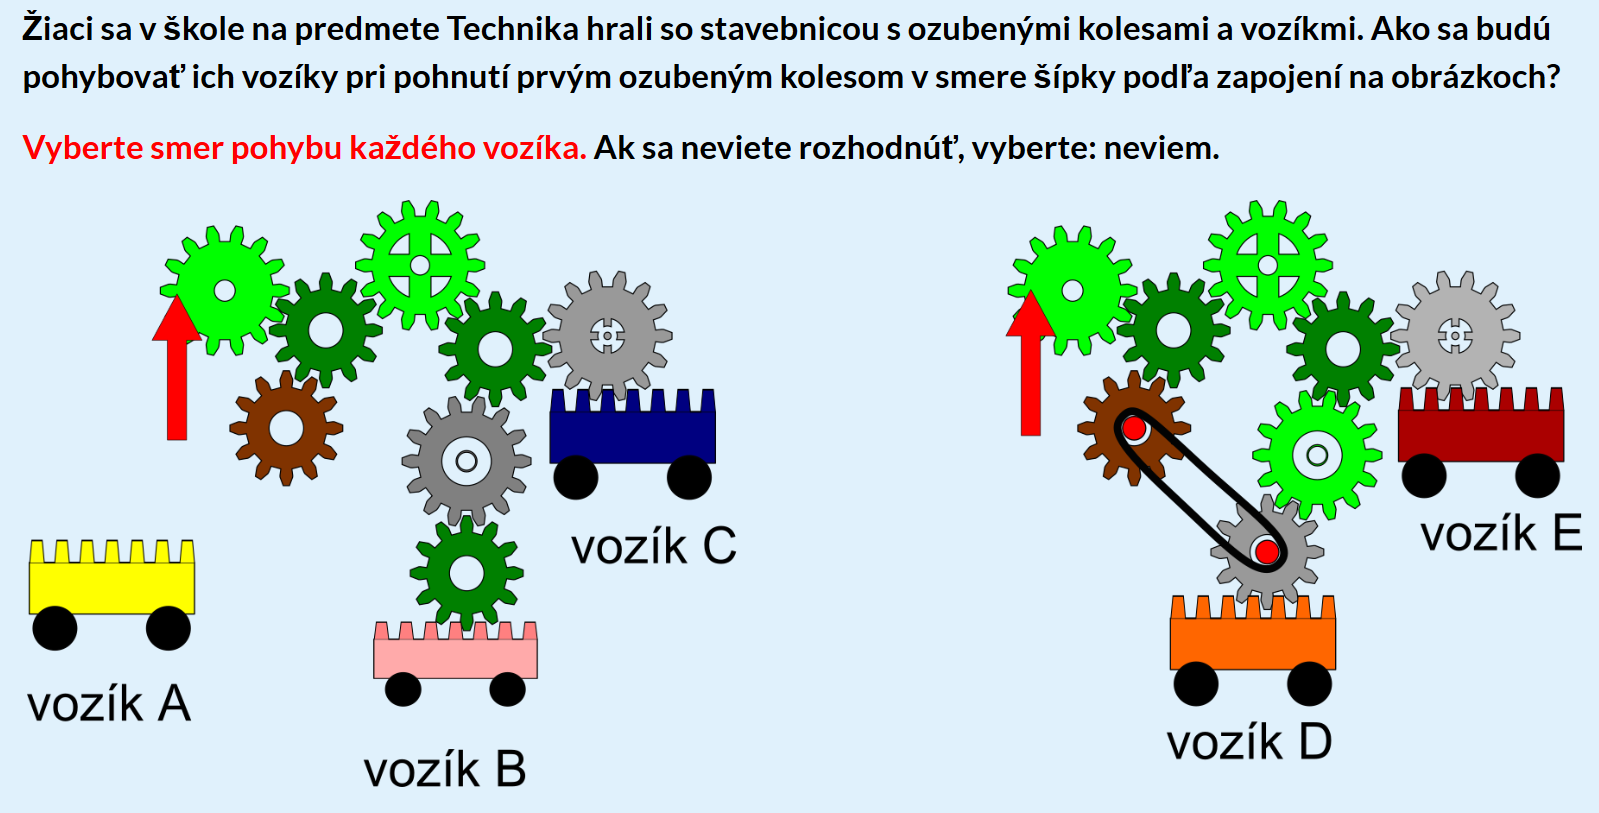 Žiaci sa v škole na predmete Technika hrali so stavebnicou s ozubenými kolesami a vozíkmi. Ako sa budú
pohybovať ich vozíky pri pohnutí prvým ozubeným kolesom v smere šípky podľa zapojení na obrázkoch?
Vyberte smer pohybu každého vozíka. Ak sa neviete rozhodnúť, vyberte: neviem.
vozík C
vozík E
vozík A
vozík D
vozík B